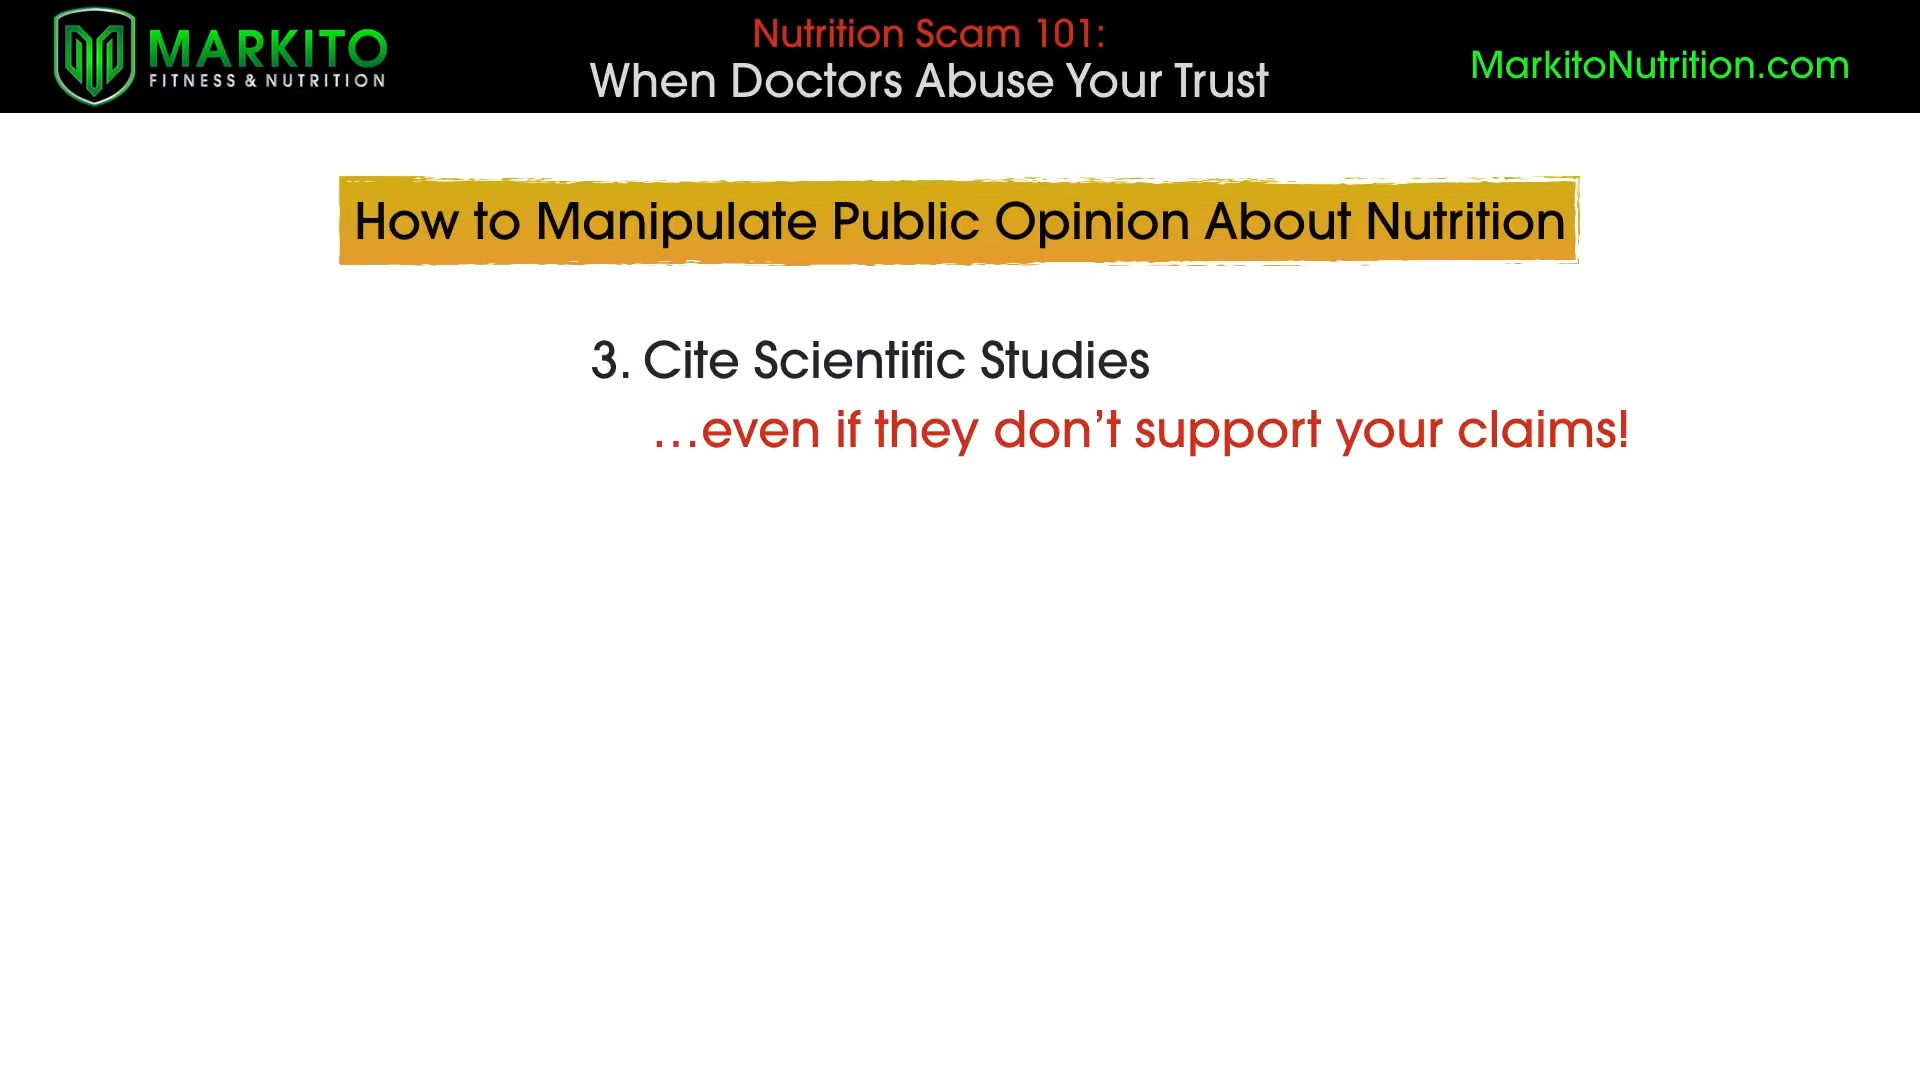 MARKITO
FITNESS & NUTRITION
Nutrition Scam 101:
When Doctors Abuse Your Trust
MarkitoNutrition.com
How to Manipulate Public Opinion About Nutrition
3. Cite Scientific Studies
…even if they don’t support your claims!